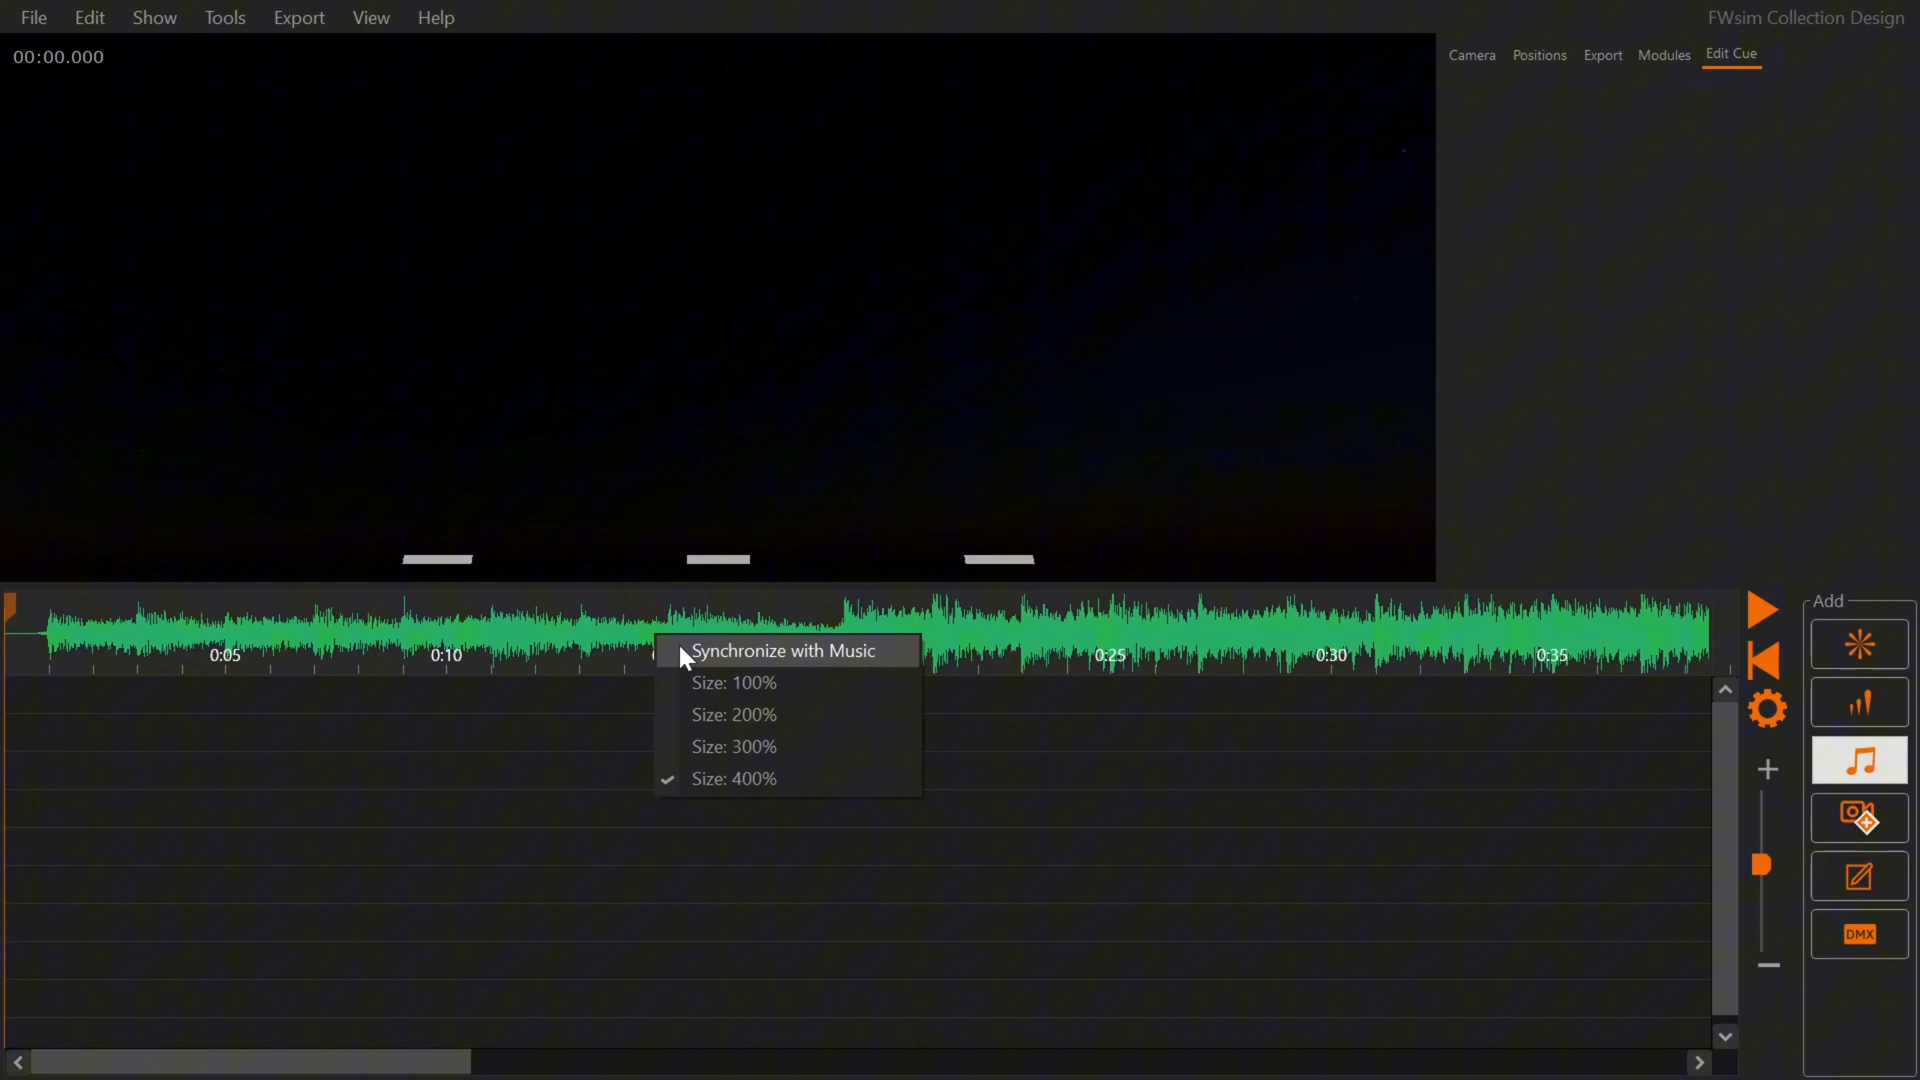 File Edit Show Tools Export View Help FWsim Collection Design
00:00.000
Camera Positions Export Modules Edit Cue
Add
0:05 0:10 0:25 0:30 0:35
Synchronize with Music
Size: 100%
Size: 200%
Size: 300%
Size: 400%
DMX